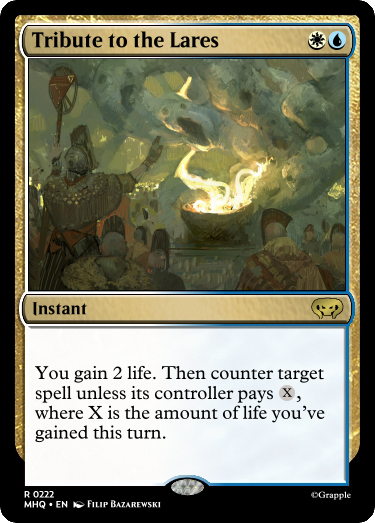 Tribute to the Lares
Instant
You gain 2 life. Then counter target
spell unless its controller pays X,
where X is the amount of life you've
gained this turn.
R 0222
MHQ • EN Filip Bazarewski
©Grapple